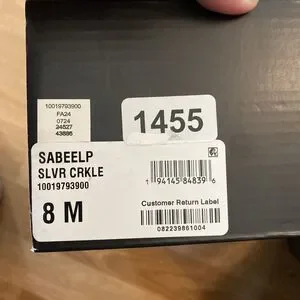 10019793900
FA24
0724
24527
43886
1455
SABEELP
SLVR CRKLE
10019793900
8 M
1 94145 84839 6
Customer Return Label
082239861004